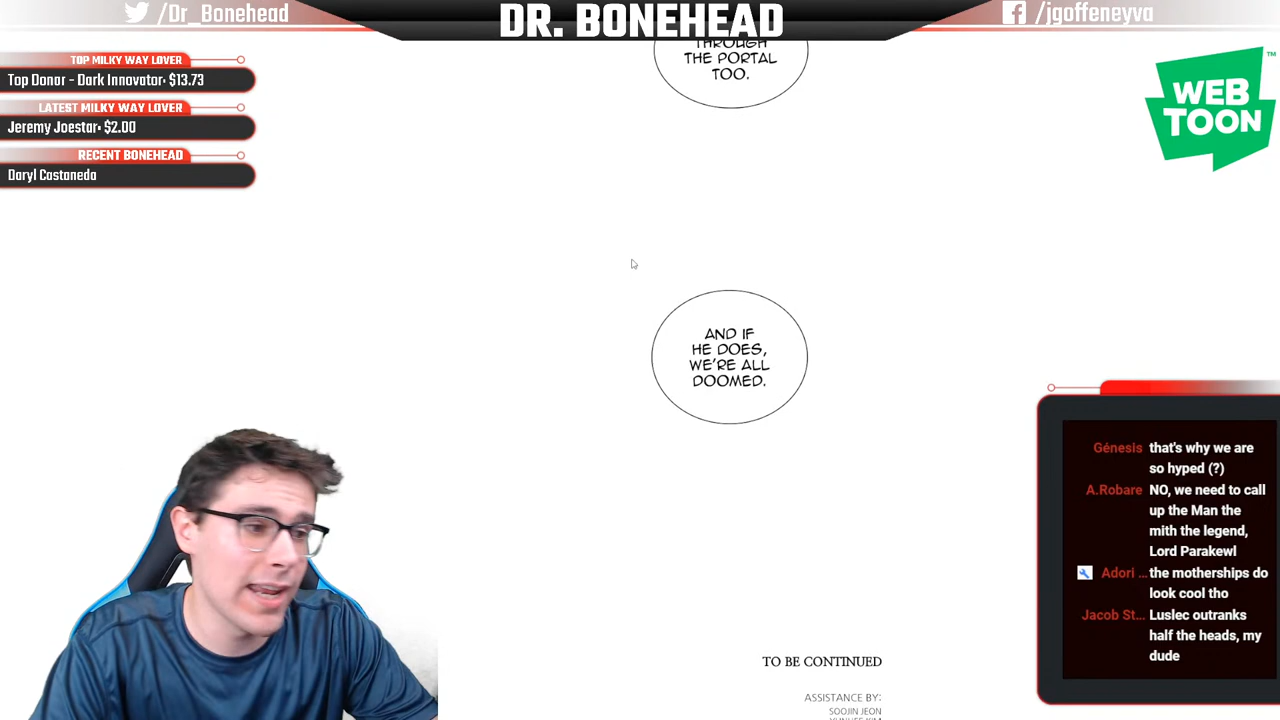 /Dr_Bonehead
DR. BONEHEAD
/jgoffeneyva
TOP MILKY WAY LOVER
Top Donor - Dark Innovator: $13.73
LATEST MILKY WAY LOVER
Jeremy Joestar: $2.00
RECENT BONEHEAD
Daryl Castaneda
THROUGH
THE PORTAL
TOO.
WEB
TOON
TM
AND IF
HE DOES,
WE'RE ALL
DOOMED.
Génesis that's why we are
so hyped (?)
A.Robare NO, we need to call
up the Man the
mith the legend,
Lord Parakewl
Adori ... the motherships do
look cool tho
Jacob St... Luslec outranks
half the heads, my
dude
TO BE CONTINUED
ASSISTANCE BY:
SOOJIN JEON